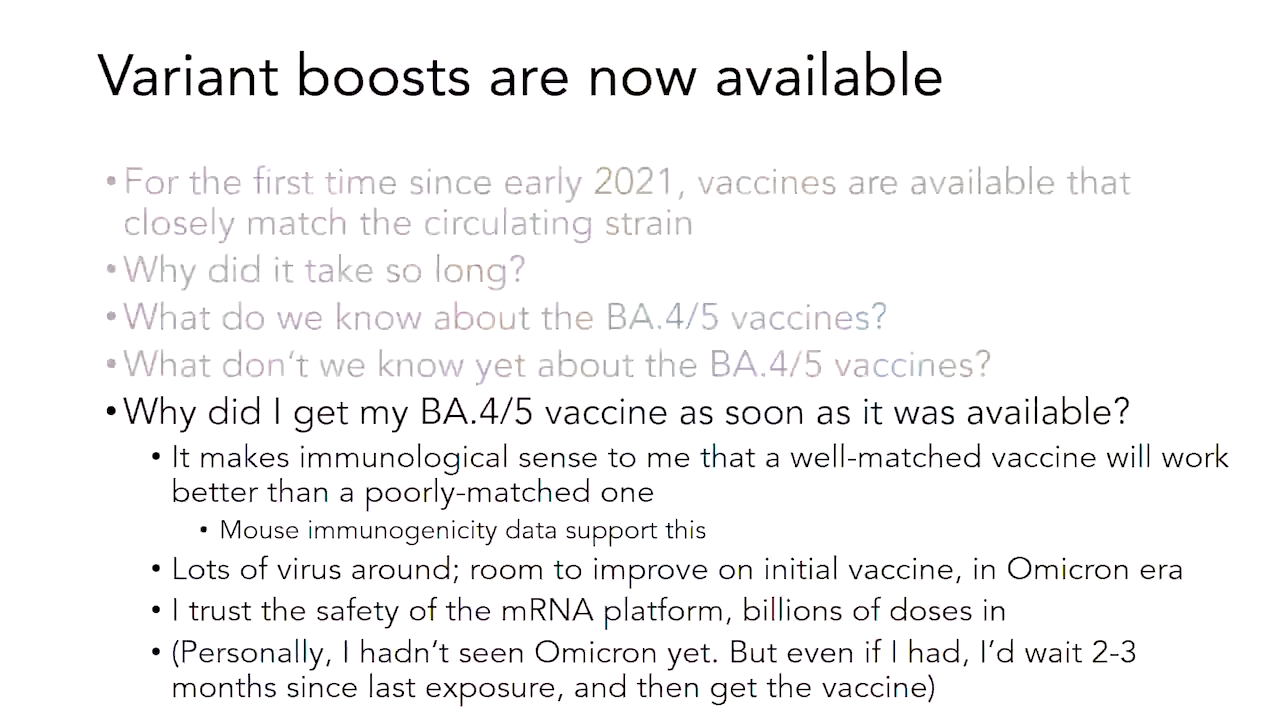 Variant boosts are now available
•For the first time since early 2021, vaccines are available that
closely match the circulating strain
•Why did it take so long?
•What do we know about the BA.4/5 vaccines?
•What don't we know yet about the BA.4/5 vaccines?
•Why did I get my BA.4/5 vaccine as soon as it was available?
• It makes immunological sense to me that a well-matched vaccine will work
better than a poorly-matched one
• Mouse immunogenicity data support this
• Lots of virus around; room to improve on initial vaccine, in Omicron era
• I trust the safety of the mRNA platform, billions of doses in
• (Personally, I hadn't seen Omicron yet. But even if I had, I'd wait 2-3
months since last exposure, and then get the vaccine)